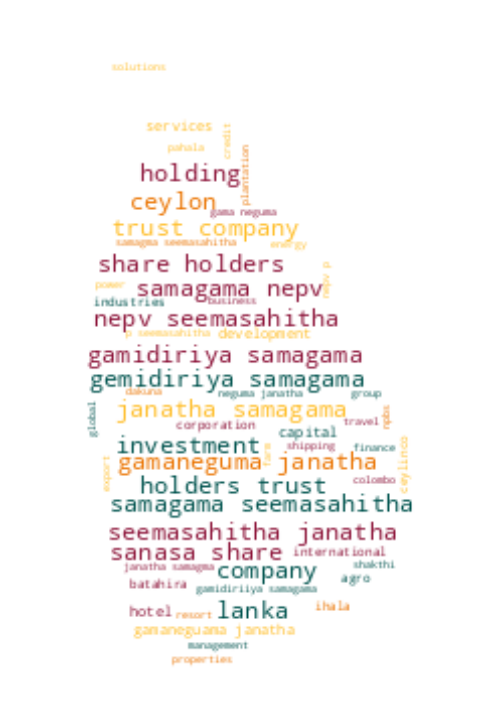 solutions
services
credit
pahala
plantation
holding
ceylon
gama neguma
trust company
samagma seemasahitha
energy
share holders
nepv p
power
samagama nepv
industries
business
nepv seemasahitha
p seemasahitha
development
gamidiriya samagama
gemidiriya samagama
dakuna
neguma janatha
group
global
janatha samagama
npbs
corporation
travel
capital
investment
shipping
finance
ceylinco
export
gamaneguma janatha
farm
holders trust
colombo
samagama seemasahitha
seemasahitha janatha
sanasa share
international
janatha samagma
company
shakthi
batahira
gamidiriiya samagama
agro
hotel
resort
lanka
ihala
gamaneguama janatha
management
properties